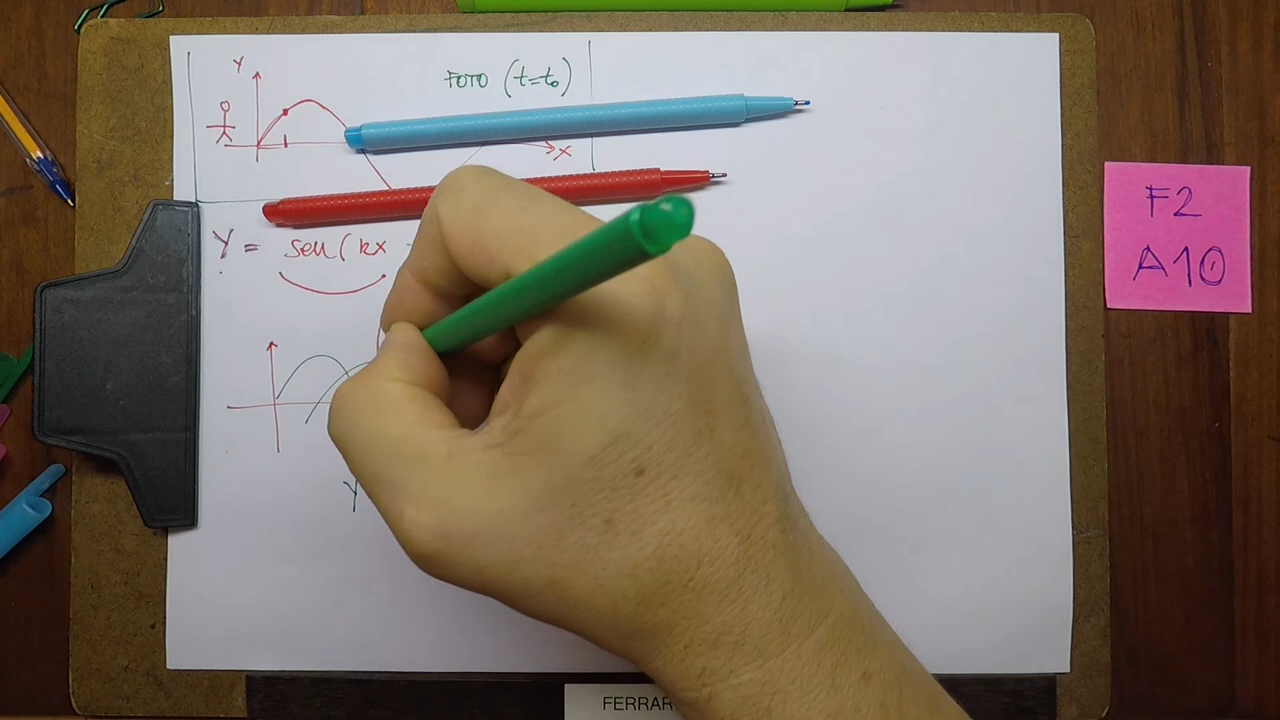 Y
FOTO (t=t₀)
X
Y = sen(kx
Y
F2
A10
FERRAR